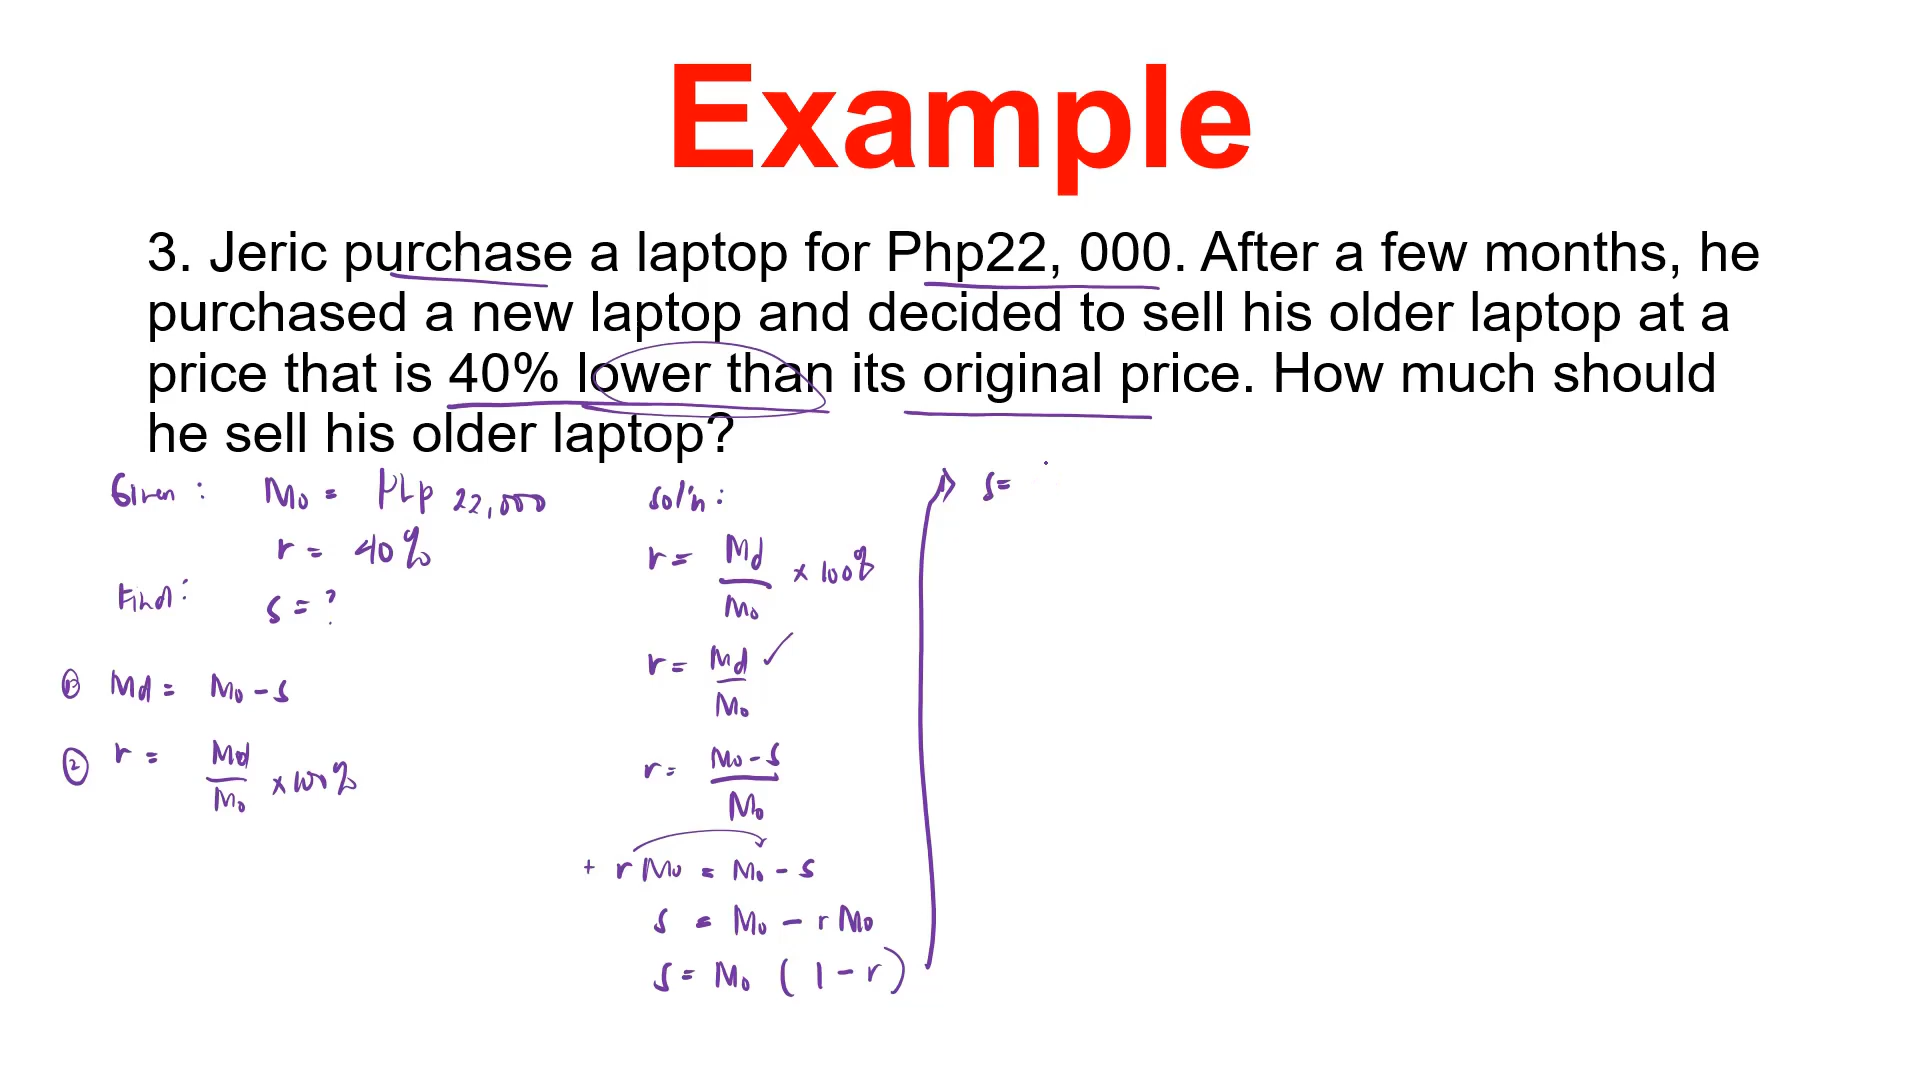 Example
3. Jeric purchase a laptop for Php22, 000. After a few months, he
purchased a new laptop and decided to sell his older laptop at a
price that is 40% lower than its original price. How much should
he sell his older laptop?
Given : Mo = Php 22,000
r = 40%
Find: s = ?
① Md = Mo - s
② r = Md/Mo x 100%
sol'n :
r = Md/Mo x 100%
r = Md/Mo ✓
r = Mo - s/Mo
+ r Mo = Mo - s
s = Mo - r Mo
s = Mo ( 1 - r )
s =